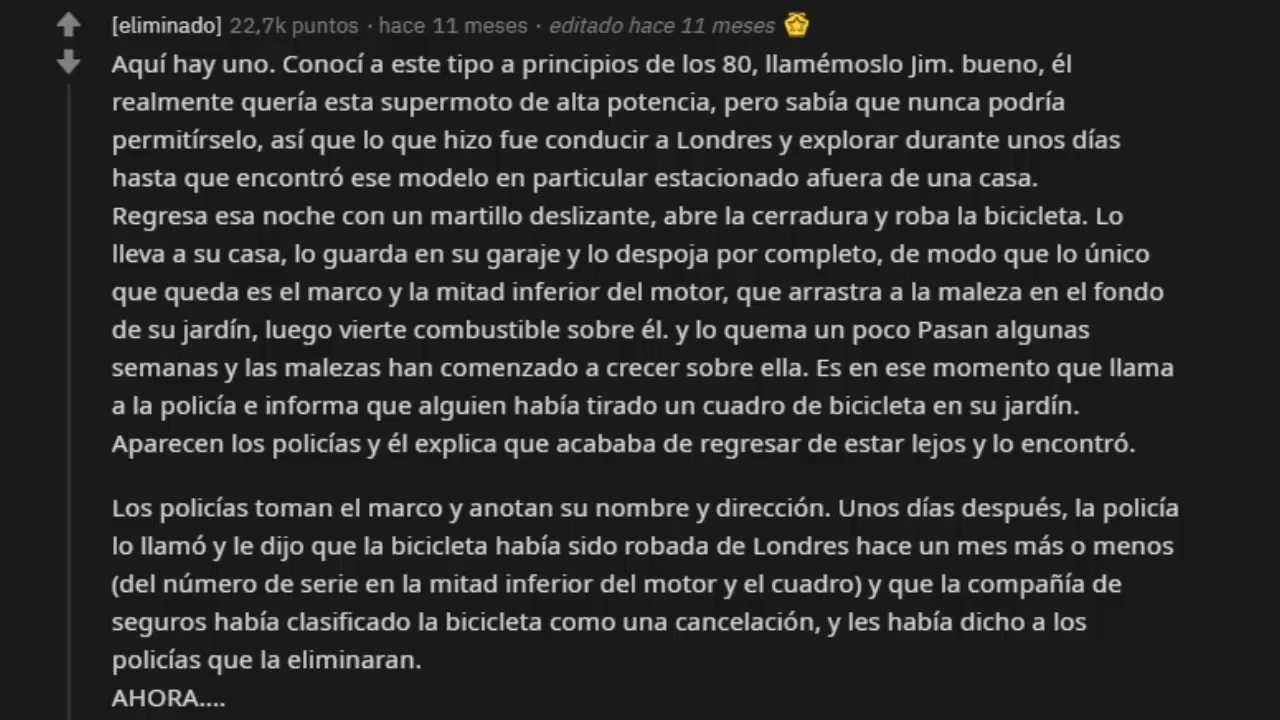 [eliminado] 22,7k puntos · hace 11 meses · editado hace 11 meses
Aquí hay uno. Conocí a este tipo a principios de los 80, llamémoslo Jim. bueno, él
realmente quería esta supermoto de alta potencia, pero sabía que nunca podría
permitírselo, así que lo que hizo fue conducir a Londres y explorar durante unos días
hasta que encontró ese modelo en particular estacionado afuera de una casa.
Regresa esa noche con un martillo deslizante, abre la cerradura y roba la bicicleta. Lo
lleva a su casa, lo guarda en su garaje y lo despoja por completo, de modo que lo único
que queda es el marco y la mitad inferior del motor, que arrastra a la maleza en el fondo
de su jardín, luego vierte combustible sobre él. y lo quema un poco Pasan algunas
semanas y las malezas han comenzado a crecer sobre ella. Es en ese momento que llama
a la policía e informa que alguien había tirado un cuadro de bicicleta en su jardín.
Aparecen los policías y él explica que acababa de regresar de estar lejos y lo encontró.
Los policías toman el marco y anotan su nombre y dirección. Unos días después, la policía
lo llamó y le dijo que la bicicleta había sido robada de Londres hace un mes más o menos
(del número de serie en la mitad inferior del motor y el cuadro) y que la compañía de
seguros había clasificado la bicicleta como una cancelación, y les había dicho a los
policías que la eliminaran.
AHORA....